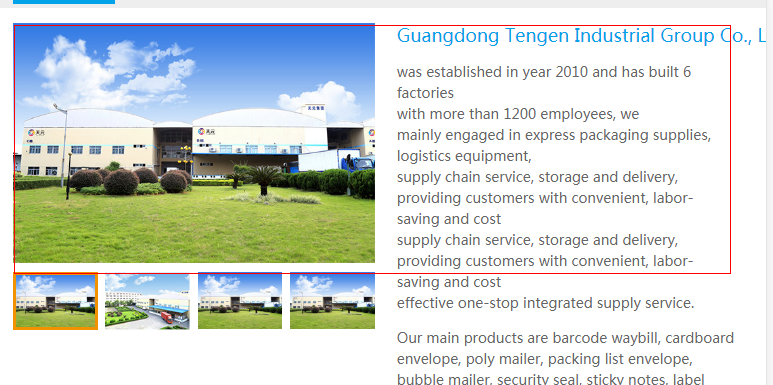 Guangdong Tengen Industrial Group Co., L
was established in year 2010 and has built 6
factories
with more than 1200 employees, we
mainly engaged in express packaging supplies,
logistics equipment,
supply chain service, storage and delivery,
providing customers with convenient, labor-
saving and cost
supply chain service, storage and delivery,
providing customers with convenient, labor-
saving and cost
effective one-stop integrated supply service.
Our main products are barcode waybill, cardboard
envelope, poly mailer, packing list envelope,
bubble mailer, security seal, sticky notes, label